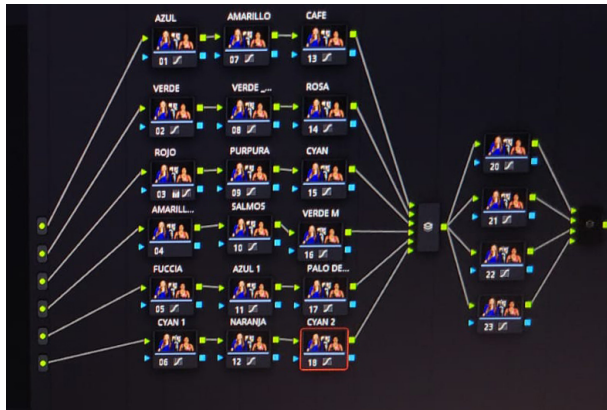 AZUL AMARILLO CAFE
01 07 13
VERDE VERDE _... ROSA
02 08 14
ROJO PURPURA CYAN
03 09 15
AMARILL... SALMOS VERDE M
04 10 16
FUCCIA AZUL 1 PALO DE...
05 11 17
CYAN 1 NARANJA CYAN 2
06 12 18
20
21
22
23